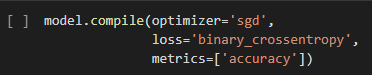 [ ] model.compile(optimizer='sgd',
loss='binary_crossentropy',
metrics=['accuracy'])